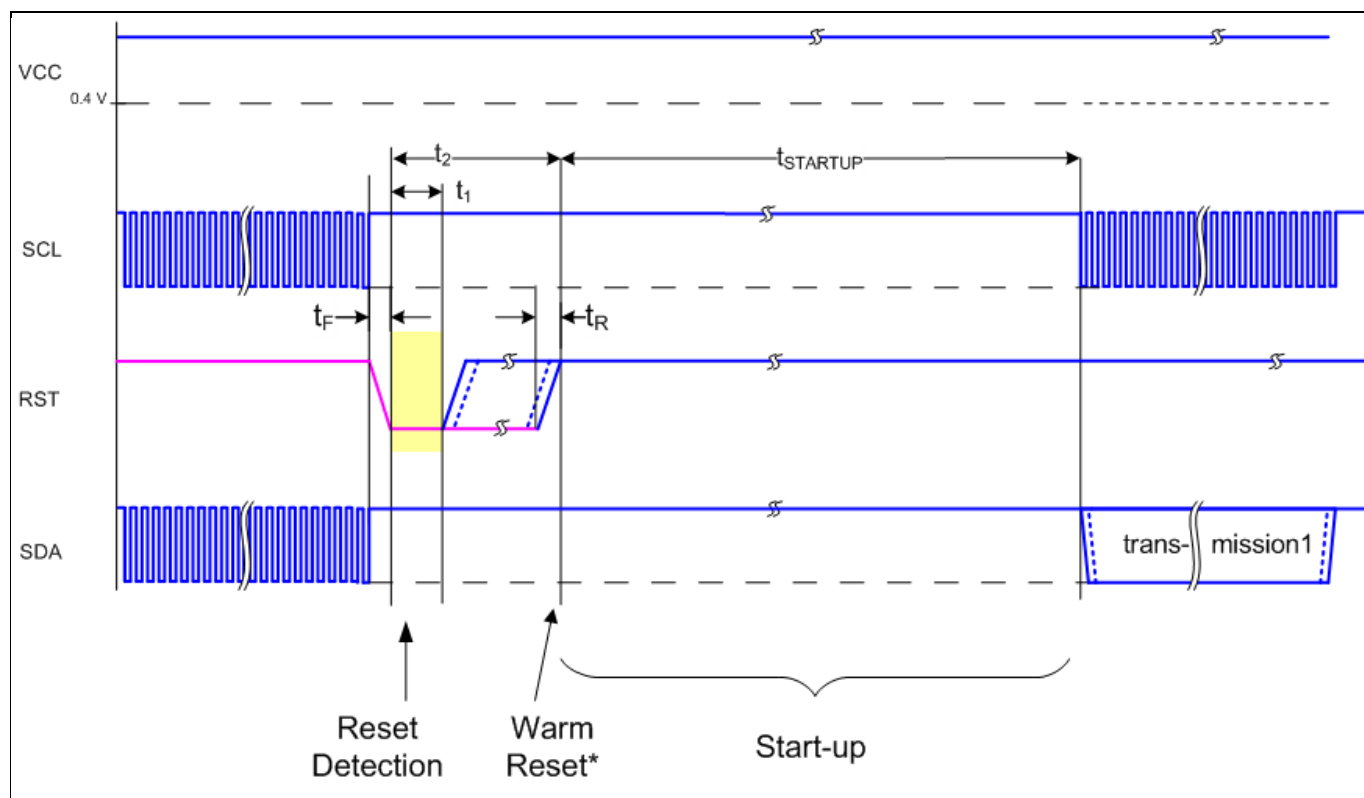 VCC
0.4 V
t2
tSTARTUP
t1
SCL
tF
tR
RST
SDA
trans- mission1
Reset
Detection
Warm
Reset*
Start-up